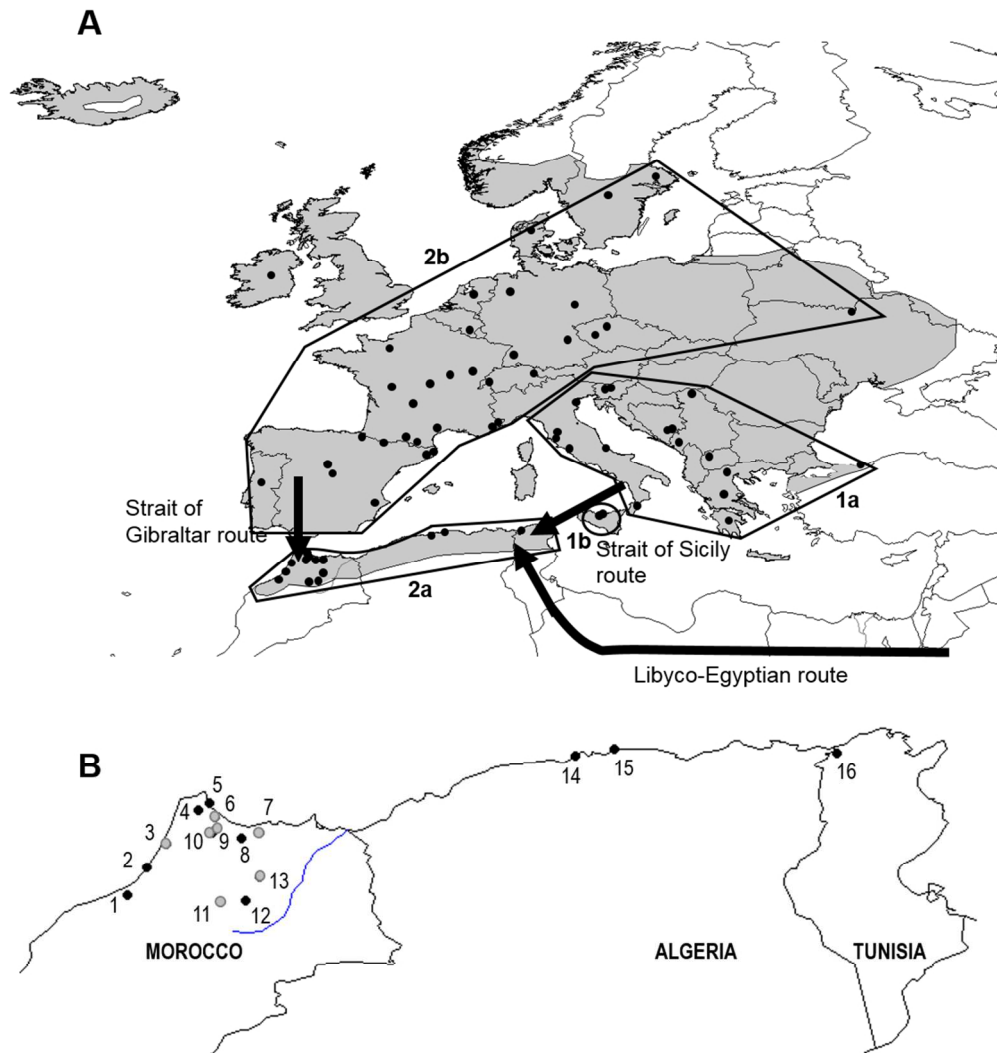 A
2b
1a
Strait of
Gibraltar route
1b
Strait of Sicily
route
2a
Libyco-Egyptian route
B
5
4
6
7
3
10
9
8
2
13
1
11
12
14
15
16
MOROCCO
ALGERIA
TUNISIA